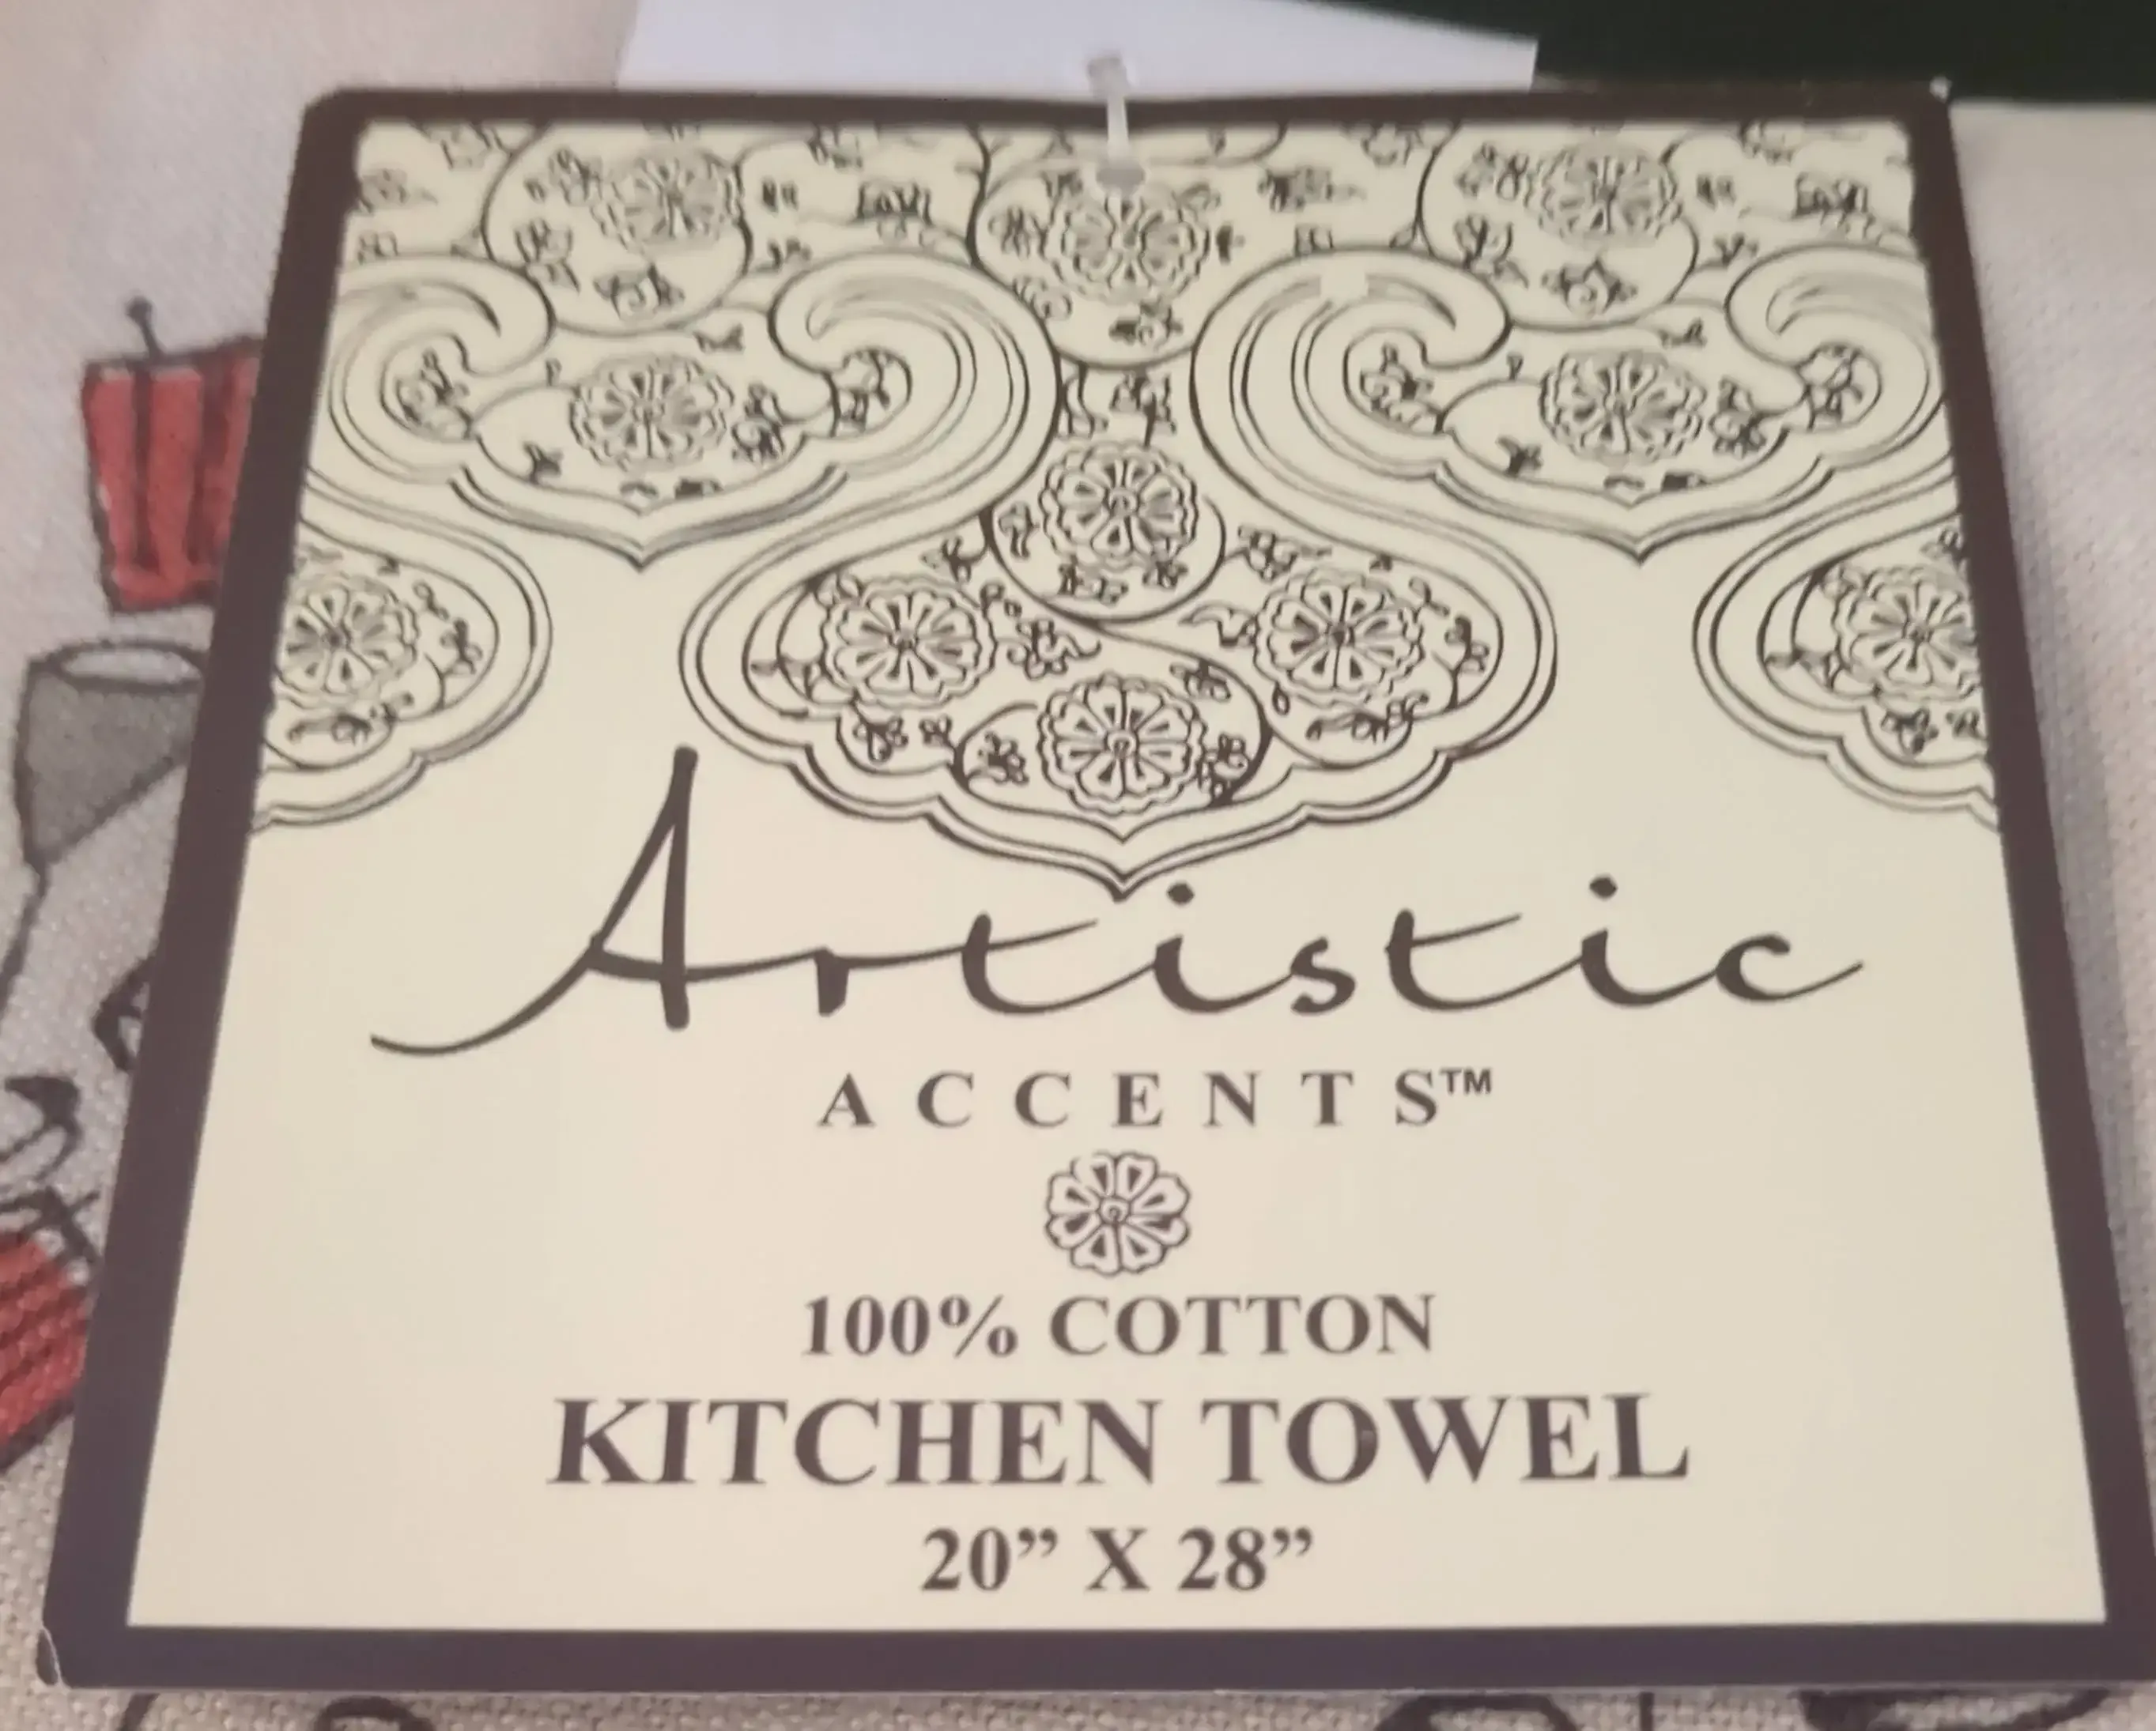 Artistic
ACCENTS™
100% COTTON
KITCHEN TOWEL
20” X 28”